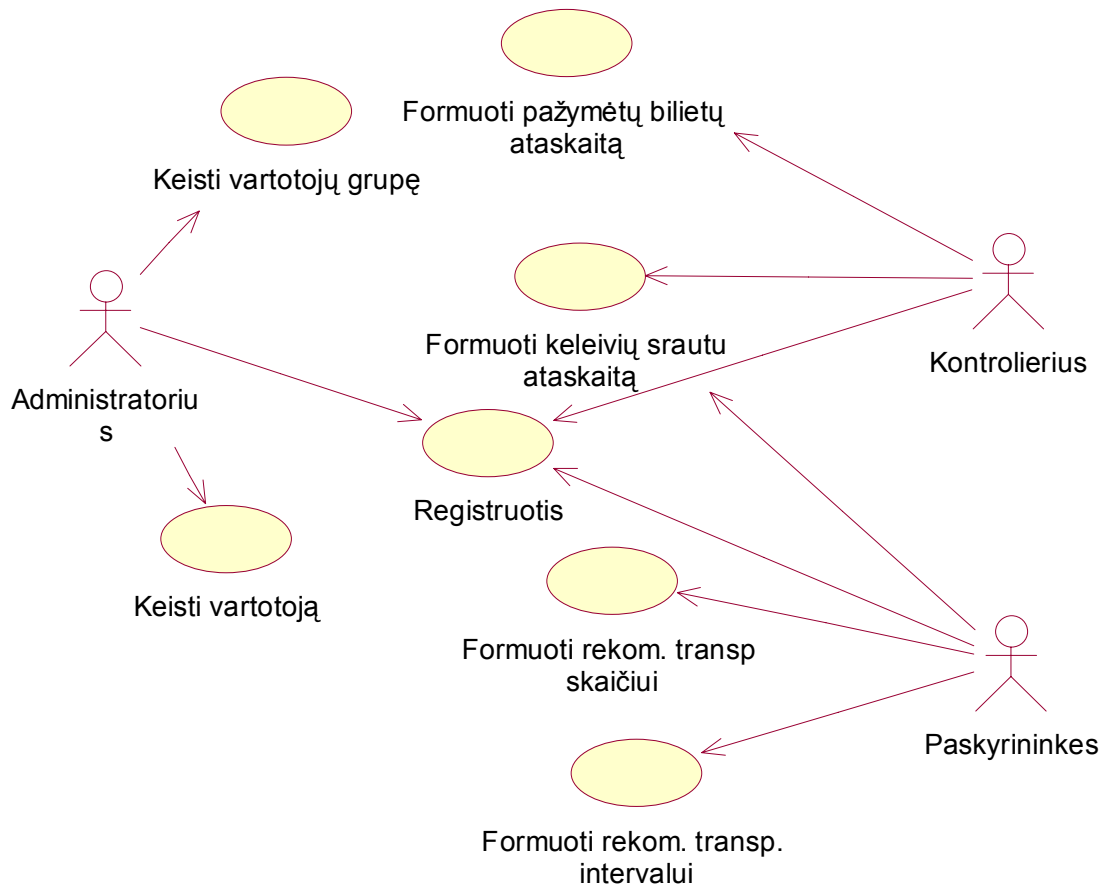 Formuoti pažymėtų bilietų
ataskaitą
Keisti vartotojų grupę
Formuoti keleivių srautu
ataskaitą
Kontrolierius
Administratoriu
s
Registruotis
Keisti vartotoją
Formuoti rekom. transp
skaičiui
Paskyrininkes
Formuoti rekom. transp.
intervalui